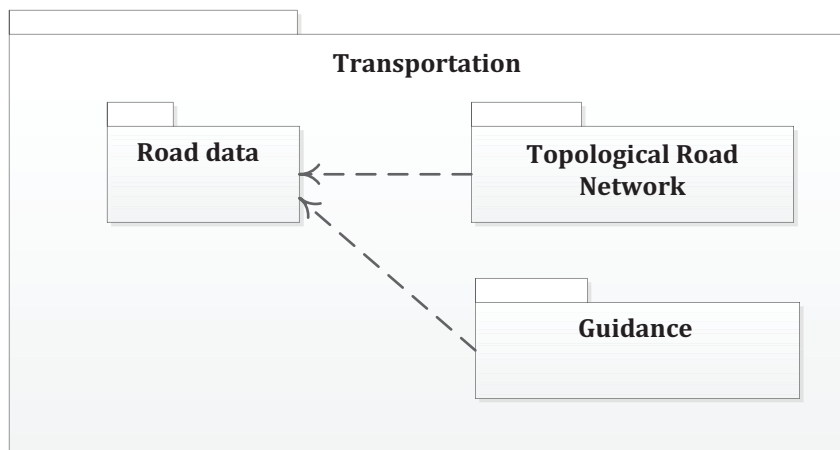 Transportation
Road data
Topological Road
Network
Guidance